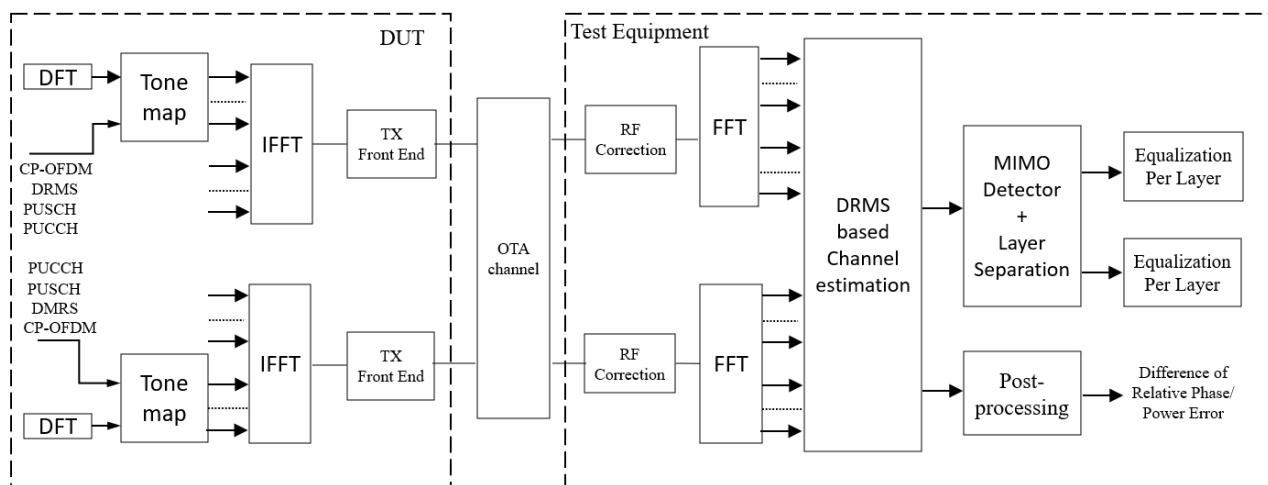 DUT
Test Equipment
DFT
Tone
map
CP-OFDM
DRMS
PUSCH
PUCCH
IFFT
TX
Front End
PUCCH
PUSCH
DMRS
CP-OFDM
DFT
Tone
map
IFFT
TX
Front End
OTA
channel
RF
Correction
FFT
RF
Correction
FFT
DRMS
based
Channel
estimation
MIMO
Detector
+
Layer
Separation
Equalization
Per Layer
Equalization
Per Layer
Post-
processing
Difference of
Relative Phase/
Power Error